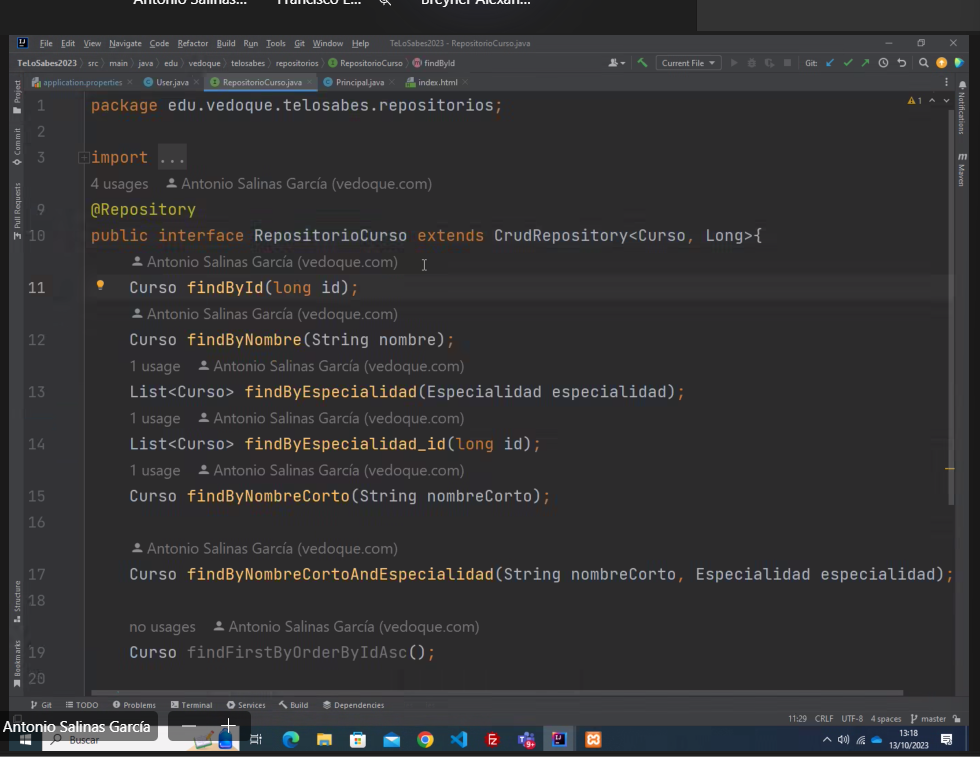 Antonio Salinas... Francisco E... Breyner Alexan...
File Edit View Navigate Code Refactor Build Run Tools Git Window Help TeLoSabes2023 - RepositorioCurso.java
TeLoSabes2023 src main java edu vedoque telosabes repositorios RepositorioCurso findById Current File Git:
application.properties User.java RepositorioCurso.java Principal.java index.html
Project
Commit
Pull Requests
Structure
Bookmarks
Notifications
Maven
1
1 package edu.vedoque.telosabes.repositorios;
2
3 import ...
4 usages Antonio Salinas García (vedoque.com)
9 @Repository
10 public interface RepositorioCurso extends CrudRepository<Curso, Long>{
Antonio Salinas García (vedoque.com)
11 Curso findById(long id);
Antonio Salinas García (vedoque.com)
12 Curso findByNombre(String nombre);
1 usage Antonio Salinas García (vedoque.com)
13 List<Curso> findByEspecialidad(Especialidad especialidad);
1 usage Antonio Salinas García (vedoque.com)
14 List<Curso> findByEspecialidad_id(long id);
1 usage Antonio Salinas García (vedoque.com)
15 Curso findByNombreCorto(String nombreCorto);
16
Antonio Salinas García (vedoque.com)
17 Curso findByNombreCortoAndEspecialidad(String nombreCorto, Especialidad especialidad);
18
no usages Antonio Salinas García (vedoque.com)
19 Curso findFirstByOrderByIdAsc();
20
Git TODO Problems Terminal Services Build Dependencies
11:29 CRLF UTF-8 4 spaces master
Antonio Salinas García
Buscar
9+
13:18
13/10/2023